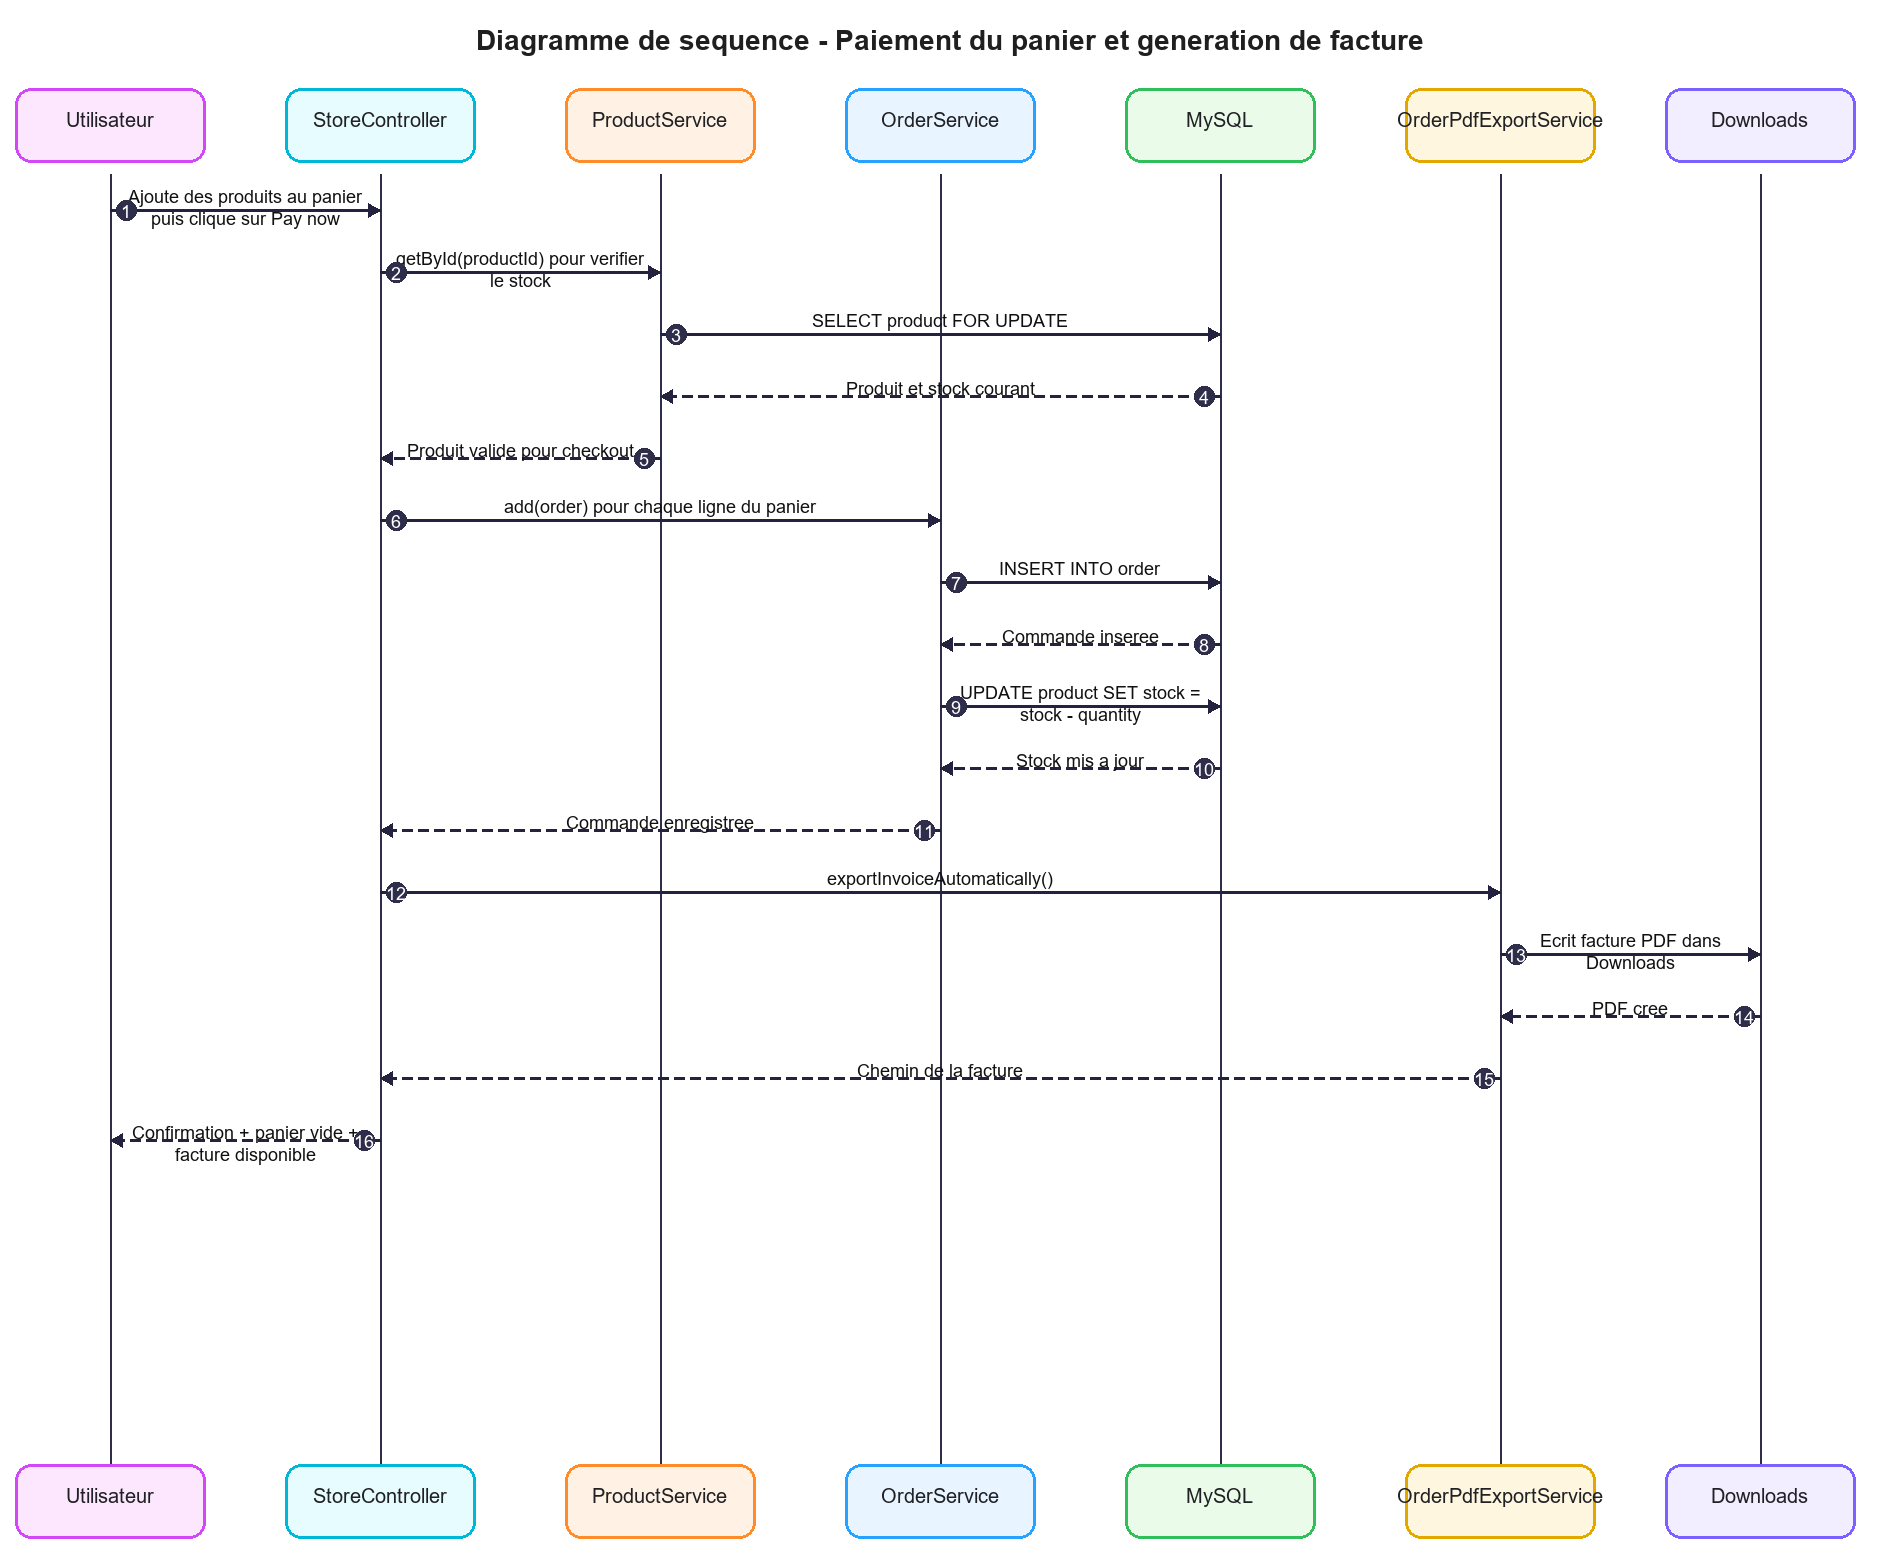 Diagramme de sequence - Paiement du panier et generation de facture
Utilisateur
StoreController
ProductService
OrderService
MySQL
OrderPdfExportService
Downloads
1
Ajoute des produits au panier
puis clique sur Pay now
2
getById(productId) pour verifier
le stock
3
SELECT product FOR UPDATE
Produit et stock courant
4
Produit valide pour checkout
5
6
add(order) pour chaque ligne du panier
7
INSERT INTO order
Commande inseree
8
9
UPDATE product SET stock =
stock - quantity
Stock mis a jour
10
Commande enregistree
11
12
exportInvoiceAutomatically()
13
Ecrit facture PDF dans
Downloads
PDF cree
14
Chemin de la facture
15
Confirmation + panier vide +
facture disponible
16
Utilisateur
StoreController
ProductService
OrderService
MySQL
OrderPdfExportService
Downloads